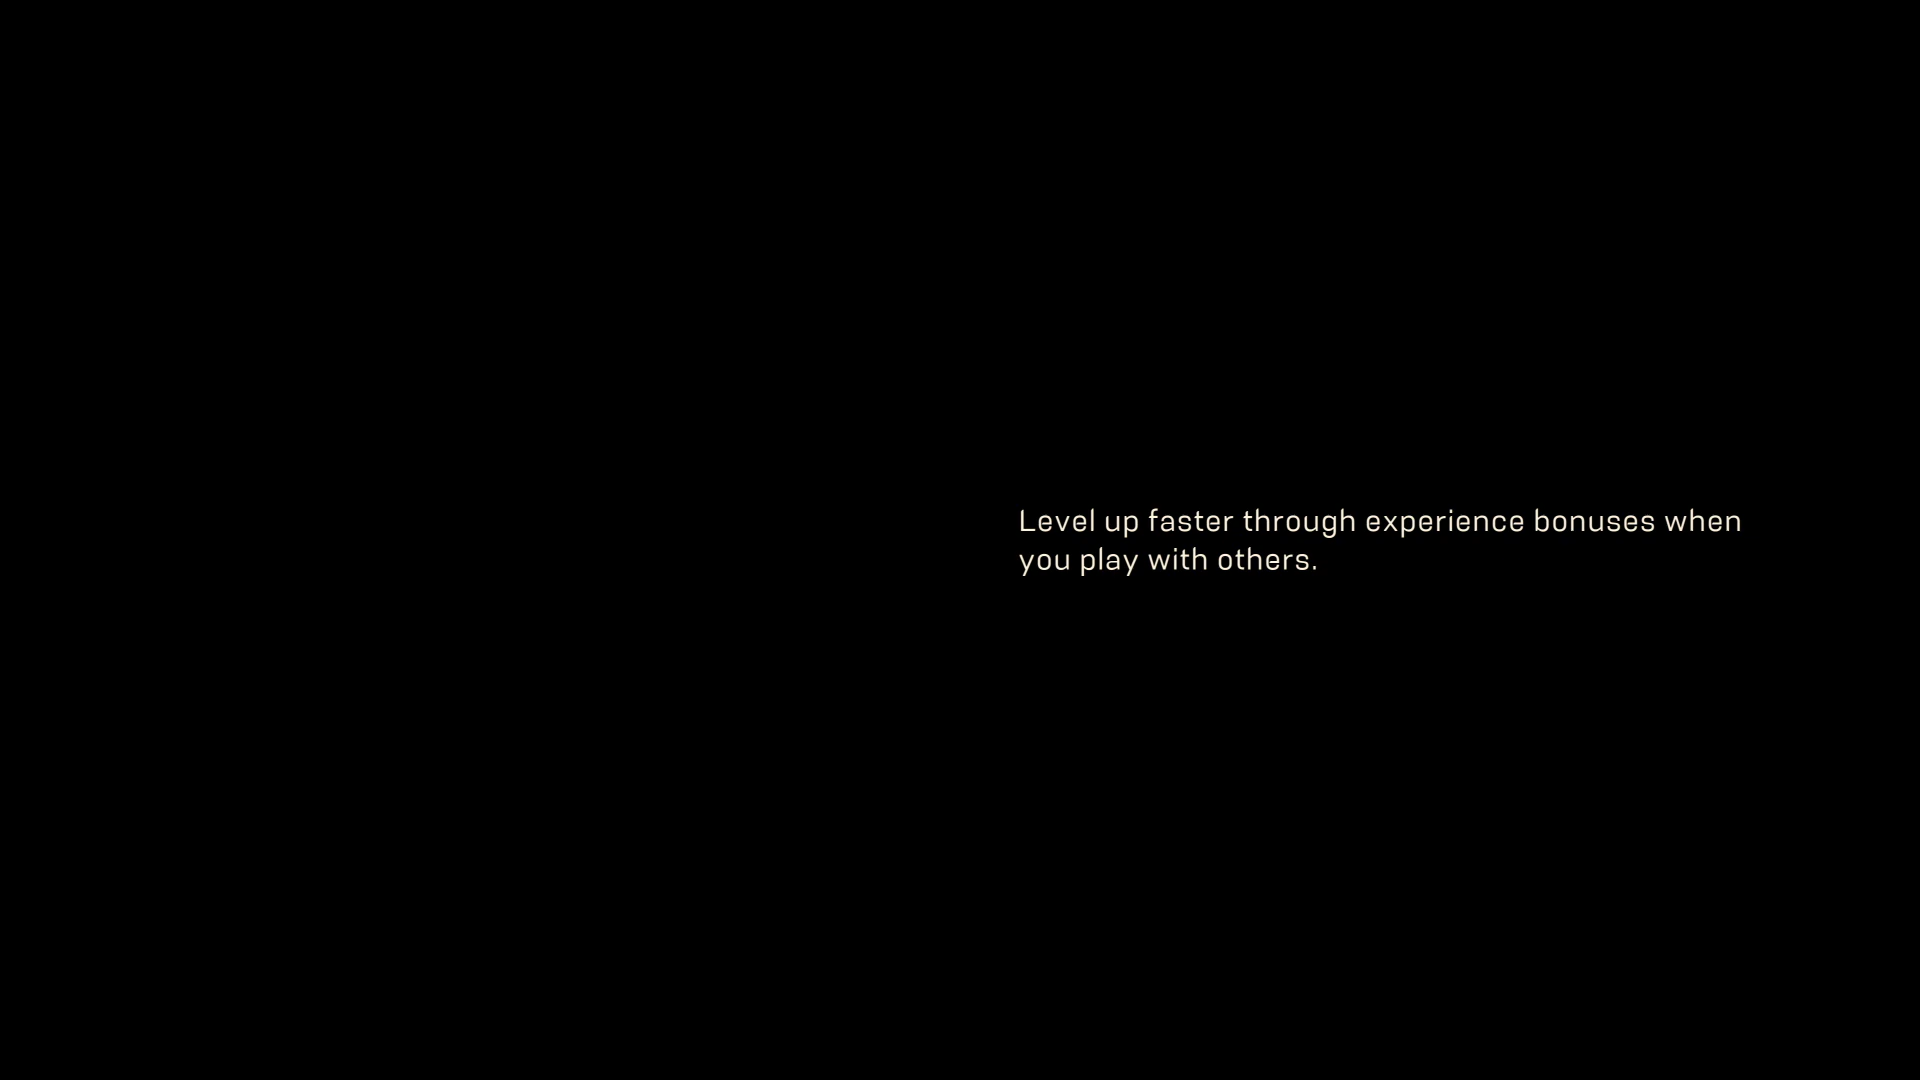 Level up faster through experience bonuses when
you play with others.